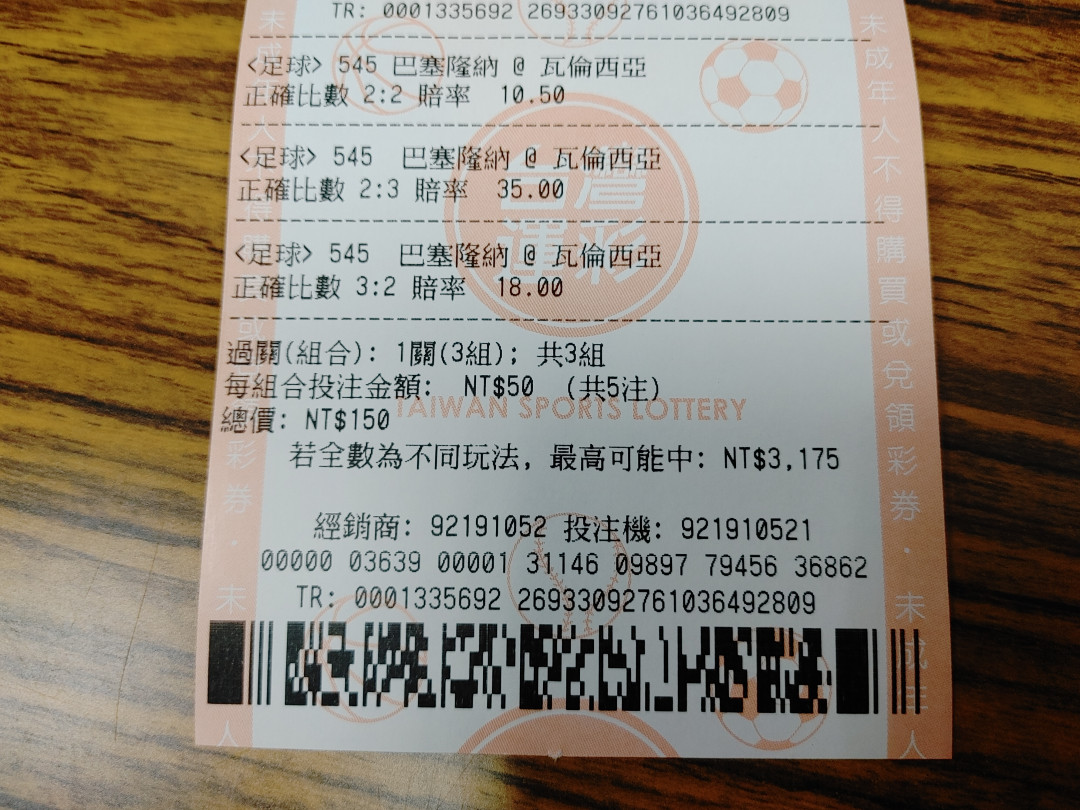 TR: 0001335692 26933092761036492809
<足球> 545 巴塞隆納 @ 瓦倫西亞
正確比數 2:2 賠率 10.50
<足球> 545 巴塞隆納 @ 瓦倫西亞
正確比數 2:3 賠率 35.00
<足球> 545 巴塞隆納 @ 瓦倫西亞
正確比數 3:2 賠率 18.00
過關(組合): 1關(3組); 共3組
每組合投注金額: NT$50 (共5注)
TAIWAN SPORTS LOTTERY
總價: NT$150
若全數為不同玩法, 最高可能中: NT$3,175
經銷商: 92191052 投注機: 921910521
00000 03639 00001 31146 09897 79456 36862
TR: 0001335692 26933092761036492809
台灣
運彩
未成年人不得購買或兌領彩券.未成年人